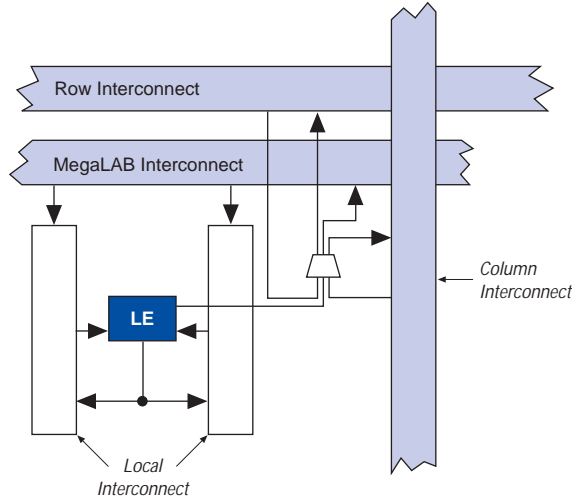 Row Interconnect
MegaLAB Interconnect
Column
Interconnect
LE
Local
Interconnect